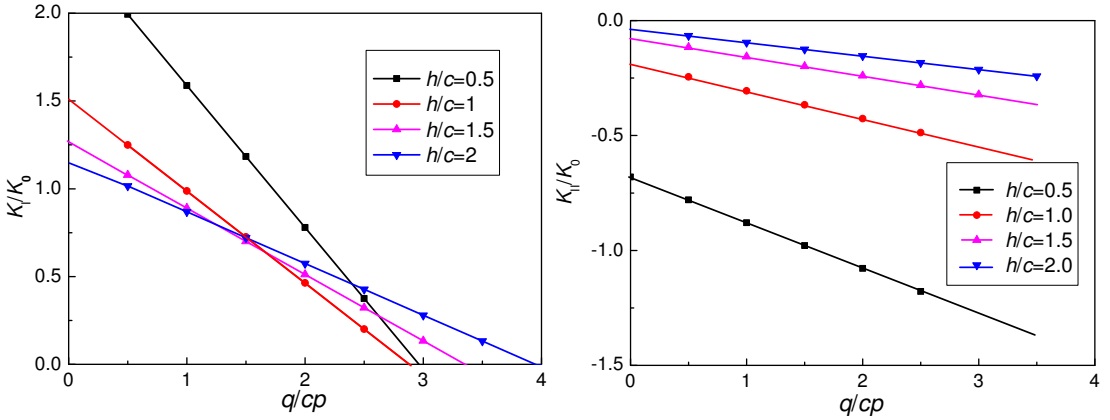 2.0
1.5
1.0
0.5
0.0
K_I/K_0
0 1 2 3 4
q/cp
h/c=0.5
h/c=1
h/c=1.5
h/c=2
0.0
-0.5
-1.0
-1.5
K_II/K_0
0 1 2 3 4
q/cp
h/c=0.5
h/c=1.0
h/c=1.5
h/c=2.0